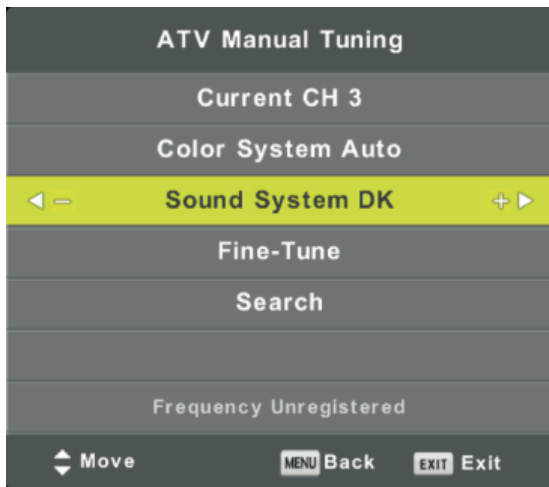 ATV Manual Tuning
Current CH 3
Color System Auto
− Sound System DK +
Fine-Tune
Search
Frequency Unregistered
Move MENU Back EXIT Exit